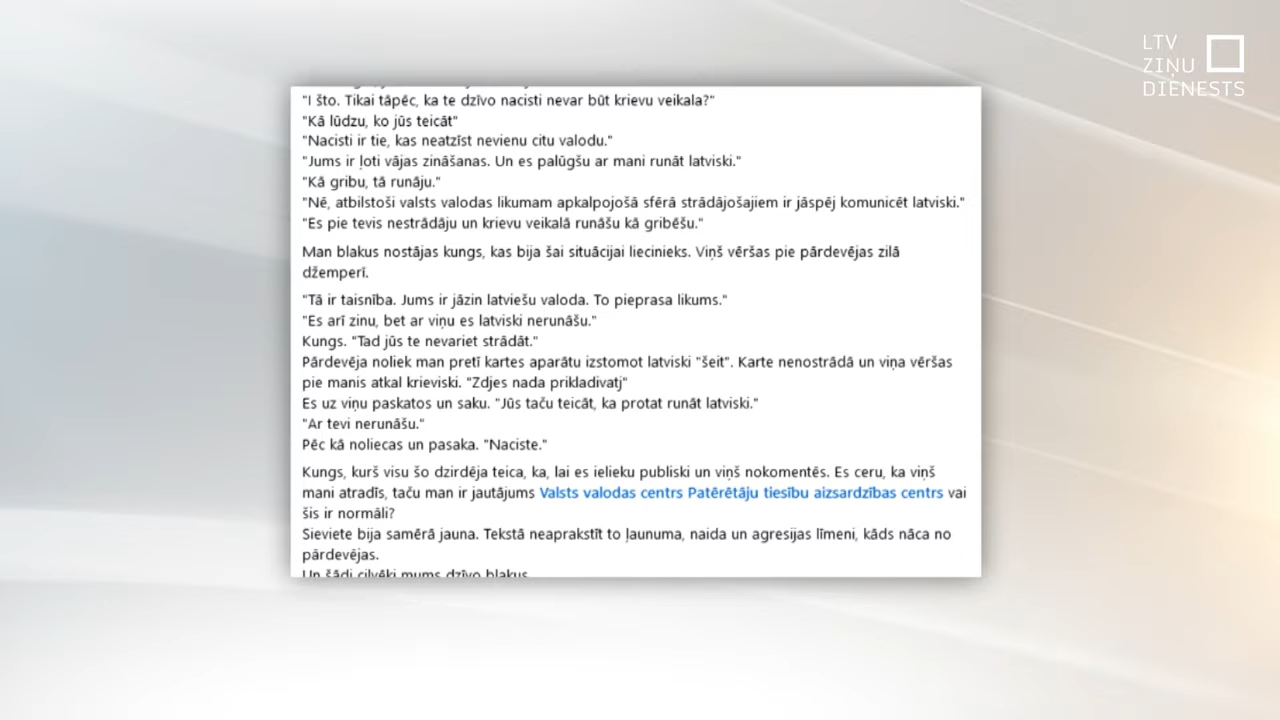 LTV
ZIŅU
DIENESTS
"I što. Tikai tāpēc, ka te dzīvo nacisti nevar būt krievu veikala?"
"Kā lūdzu, ko jūs teicāt"
"Nacisti ir tie, kas neatzīst nevienu citu valodu."
"Jums ir ļoti vājas zināšanas. Un es palūgšu ar mani runāt latviski."
"Kā gribu, tā runāju."
"Nē, atbilstoši valsts valodas likumam apkalpojošā sfērā strādājošajiem ir jāspēj komunicēt latviski."
"Es pie tevis nestrādāju un krievu veikalā runāšu kā gribēšu."
Man blakus nostājas kungs, kas bija šai situācijai liecinieks. Viņš vēršas pie pārdevējas zilā
džemperī.
"Tā ir taisnība. Jums ir jāzin latviešu valoda. To pieprasa likums."
"Es arī zinu, bet ar viņu es latviski nerunāšu."
Kungs. "Tad jūs te nevariet strādāt."
Pārdevēja noliek man pretī kartes aparātu izstomot latviski "šeit". Karte nenostrādā un viņa vēršas
pie manis atkal krieviski. "Zdjes nada prikladivatj"
Es uz viņu paskatos un saku. "Jūs taču teicāt, ka protat runāt latviski."
"Ar tevi nerunāšu."
Pēc kā noliecas un pasaka. "Naciste."
Kungs, kurš visu šo dzirdēja teica, ka, lai es ielieku publiski un viņš nokomentēs. Es ceru, ka viņš
mani atradīs, taču man ir jautājums Valsts valodas centrs Patērētāju tiesību aizsardzības centrs vai
šis ir normāli?
Sieviete bija samērā jauna. Tekstā neaprakstīt to ļaunuma, naida un agresijas līmeni, kāds nāca no
pārdevējas.
Un šādi cilvēki mums dzīvo blakus